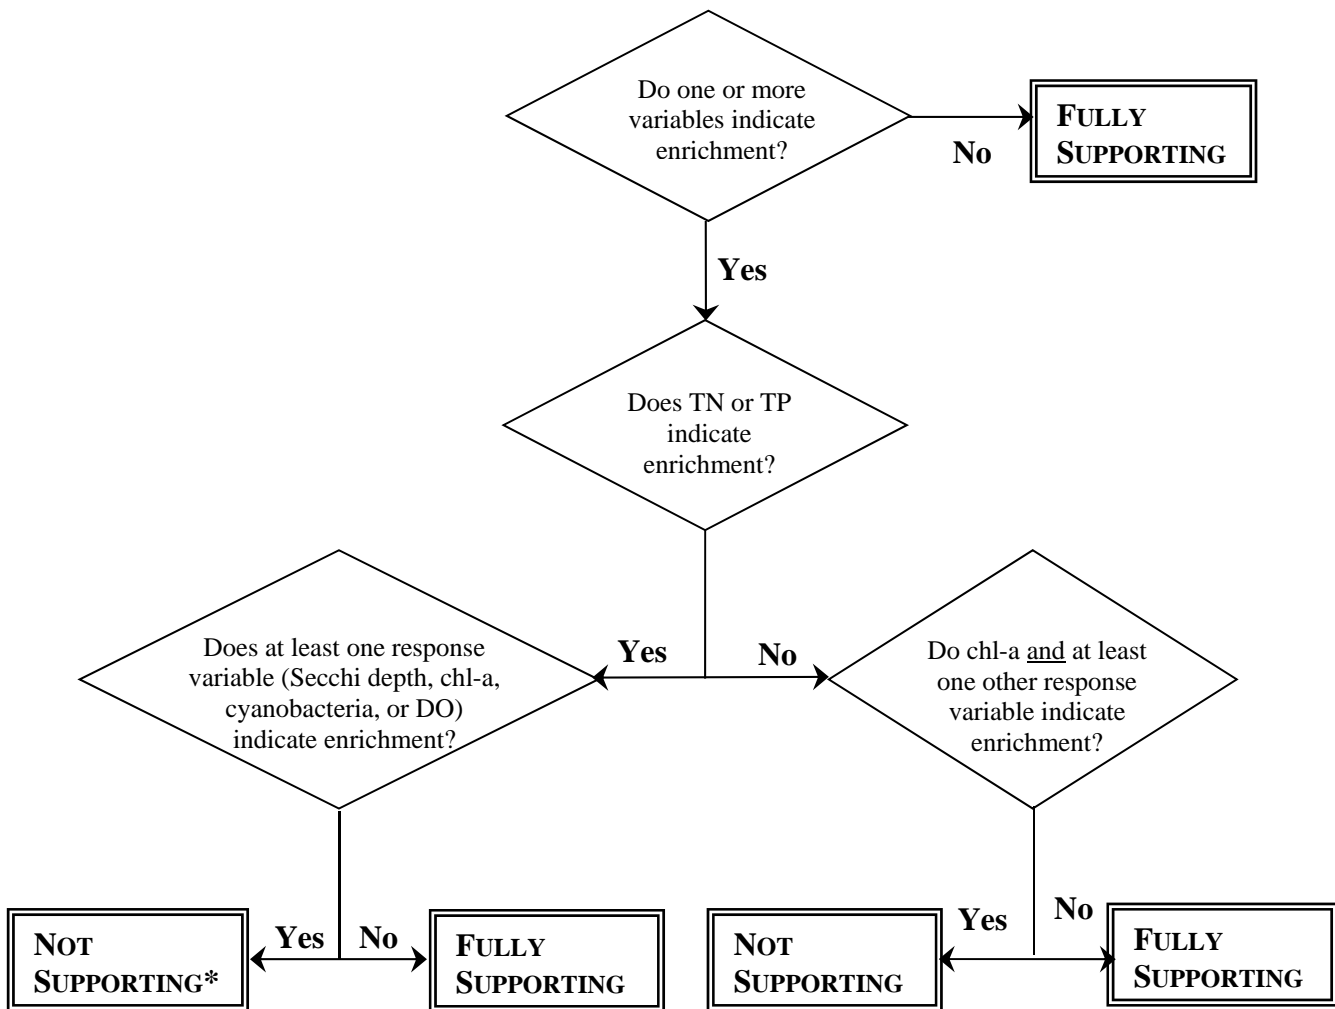 Do one or more
variables indicate
enrichment?
No
FULLY
SUPPORTING
Yes
Does TN or TP
indicate
enrichment?
Yes
No
Does at least one response
variable (Secchi depth, chl-a,
cyanobacteria, or DO)
indicate enrichment?
Do chl-a and at least
one other response
variable indicate
enrichment?
NOT
SUPPORTING*
Yes
No
FULLY
SUPPORTING
NOT
SUPPORTING
Yes
No
FULLY
SUPPORTING